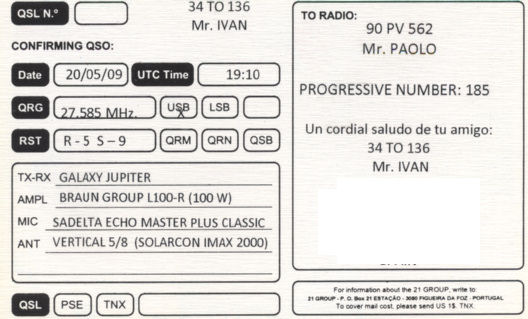 QSL N.º
34 TO 136
Mr. IVAN
CONFIRMING QSO:
Date 20/05/09 UTC Time 19:10
QRG 27.585 MHz. USB X LSB
RST R - 5 S - 9 QRM QRN QSB
TX-RX GALAXY JUPITER
AMPL BRAUN GROUP L100-R (100 W)
MIC SADELTA ECHO MASTER PLUS CLASSIC
ANT VERTICAL 5/8 (SOLARCON IMAX 2000)
QSL PSE TNX
TO RADIO:
90 PV 562
Mr. PAOLO
PROGRESSIVE NUMBER: 185
Un cordial saludo de tu amigo:
34 TO 136
Mr. IVAN
For information about the 21 GROUP, write to:
21 GROUP - P. O. Box 21 ESTAÇÃO - 3080 FIGUEIRA DA FOZ - PORTUGAL
To cover mail cost, please send US 1$. TNX